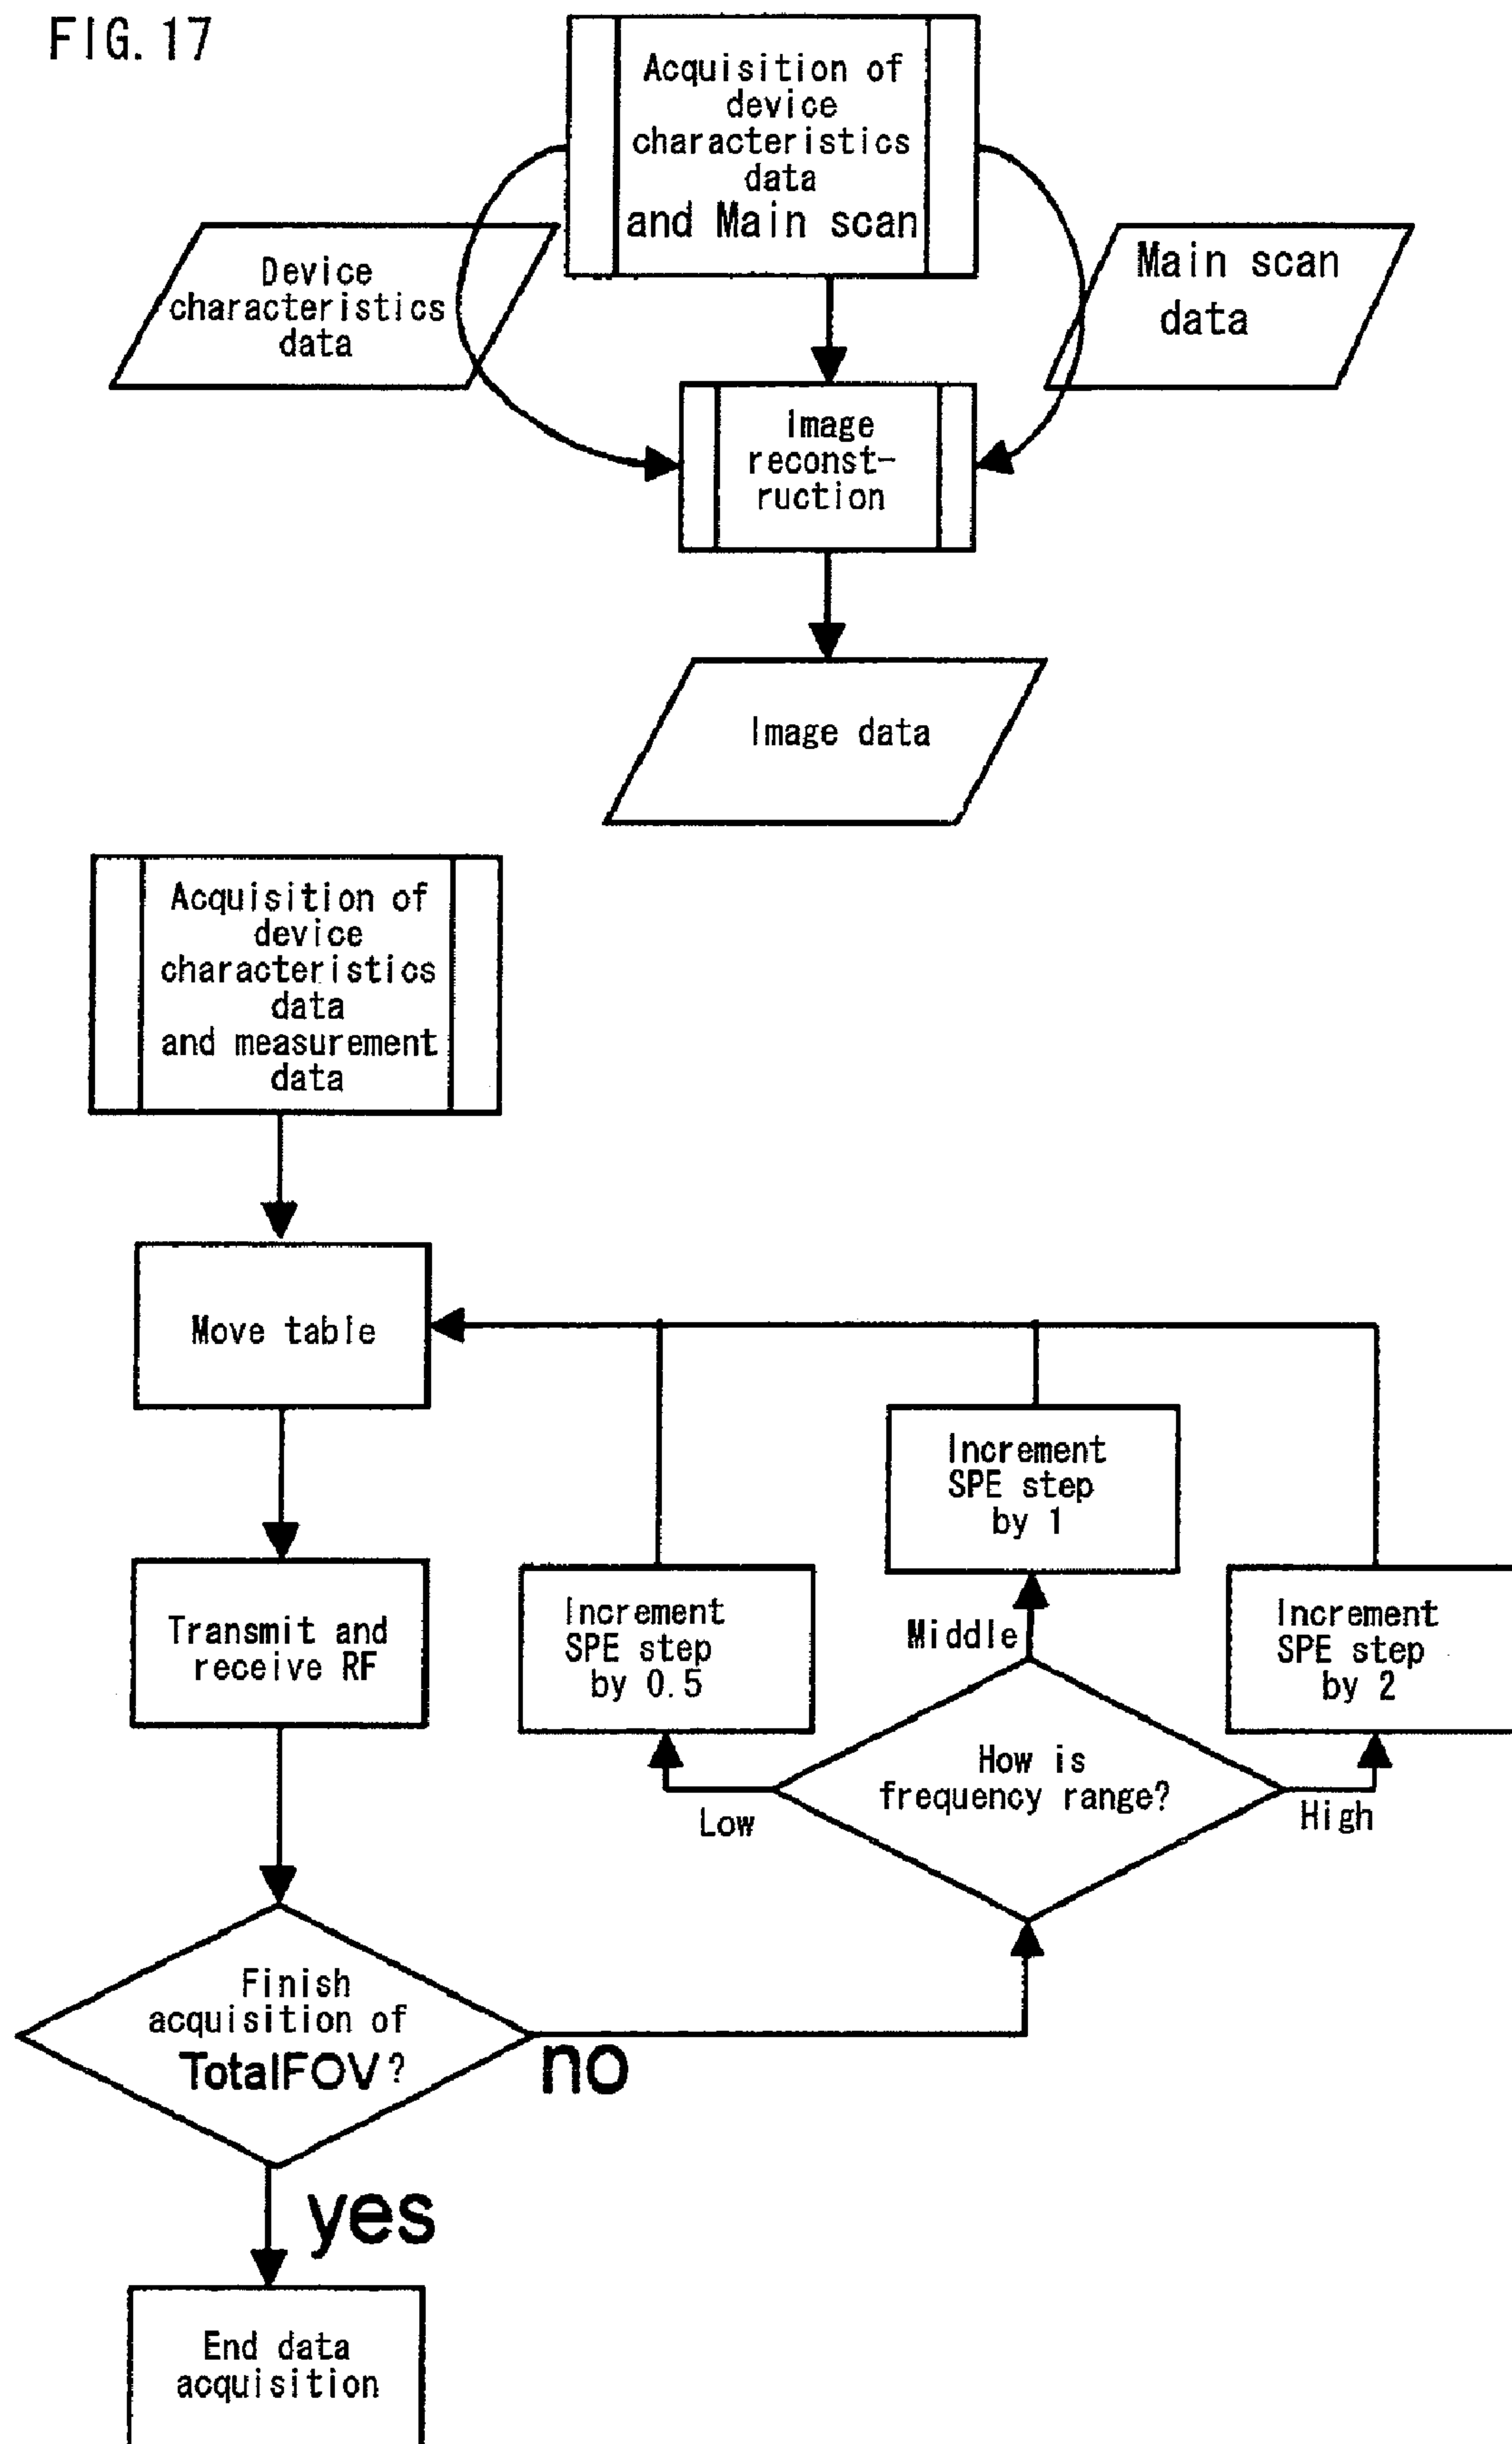 FIG. 17
Acquisition of
device
characteristics
data
and Main scan
Device
characteristics
data
Main scan
data
Image
reconst-
ruction
Image data
Acquisition of
device
characteristics
data
and measurement
data
Move table
Increment
SPE step
by 1
Transmit and
receive RF
Increment
SPE step
by 0.5
Middle
Increment
SPE step
by 2
How is
frequency range?
Low
High
Finish
acquisition of
TotalFOV?
no
yes
End data
acquisition